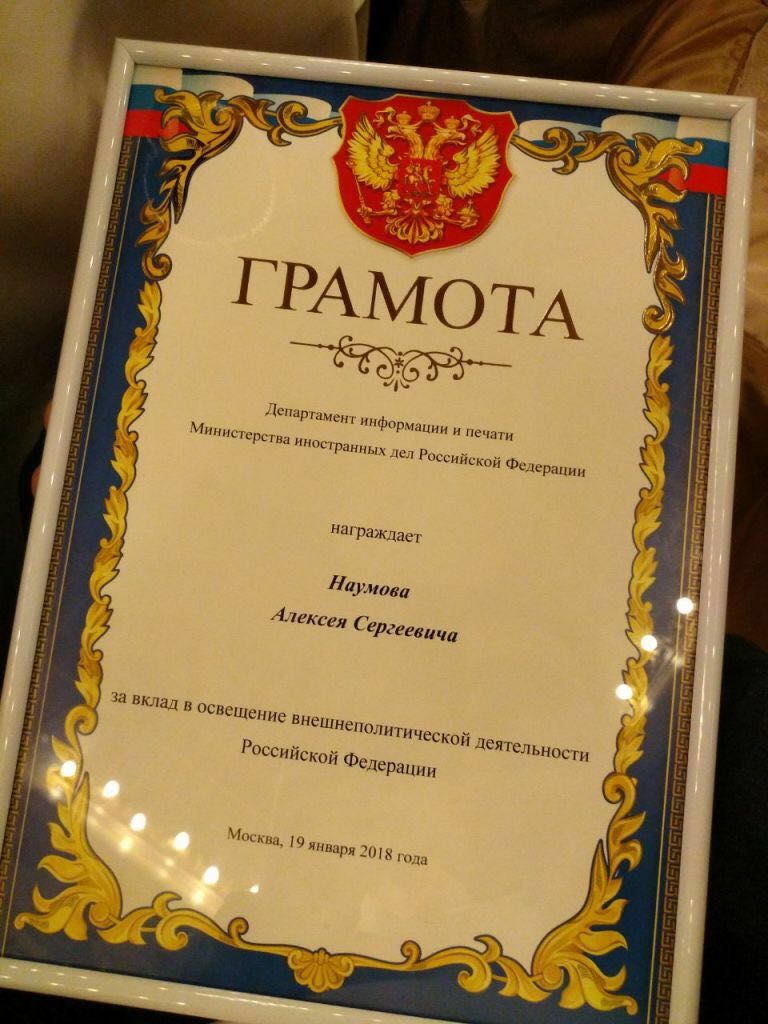 ГРАМОТА
Департамент информации и печати
Министерства иностранных дел Российской Федерации
награждает
Наумова
Алексея Сергеевича
за вклад в освещение внешнеполитической деятельности
Российской Федерации
Москва, 19 января 2018 года